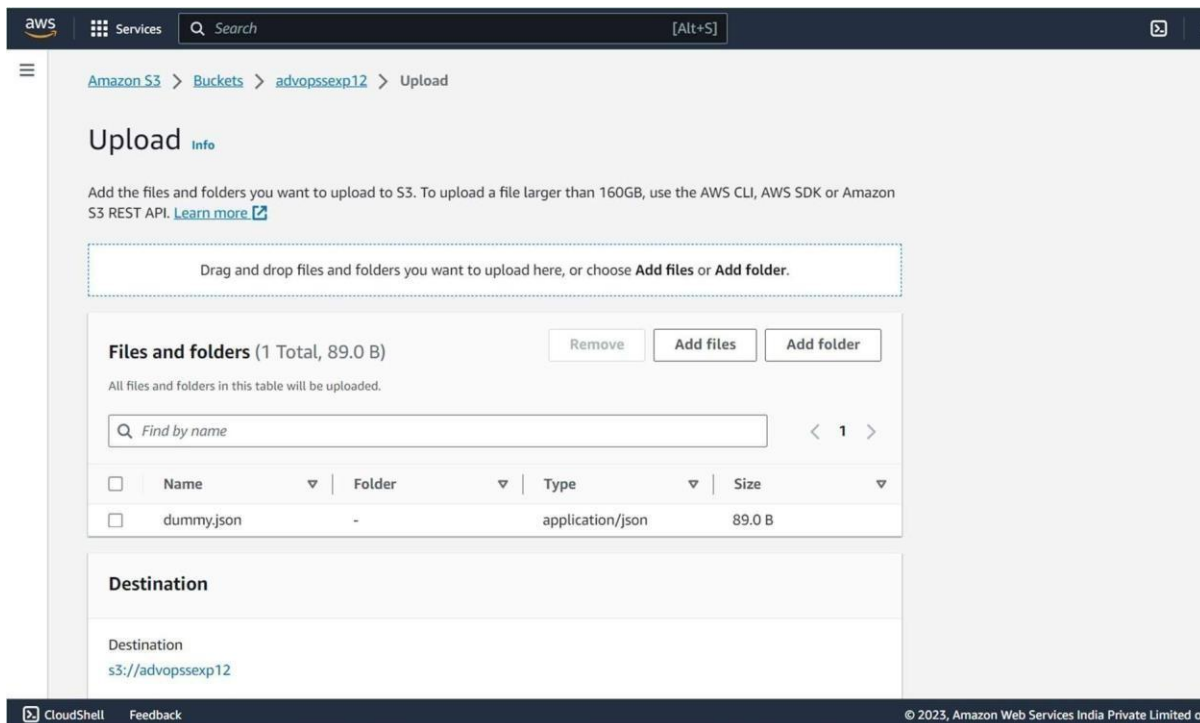 aws
Services
Search
[Alt+S]
Amazon S3 > Buckets > advopssexp12 > Upload
Upload Info
Add the files and folders you want to upload to S3. To upload a file larger than 160GB, use the AWS CLI, AWS SDK or Amazon
S3 REST API. Learn more
Drag and drop files and folders you want to upload here, or choose Add files or Add folder.
Files and folders (1 Total, 89.0 B)
Remove
Add files
Add folder
All files and folders in this table will be uploaded.
Find by name
< 1 >
Name Folder Type Size
dummy.json - application/json 89.0 B
Destination
Destination
s3://advopssexp12
CloudShell Feedback
© 2023, Amazon Web Services India Private Limited